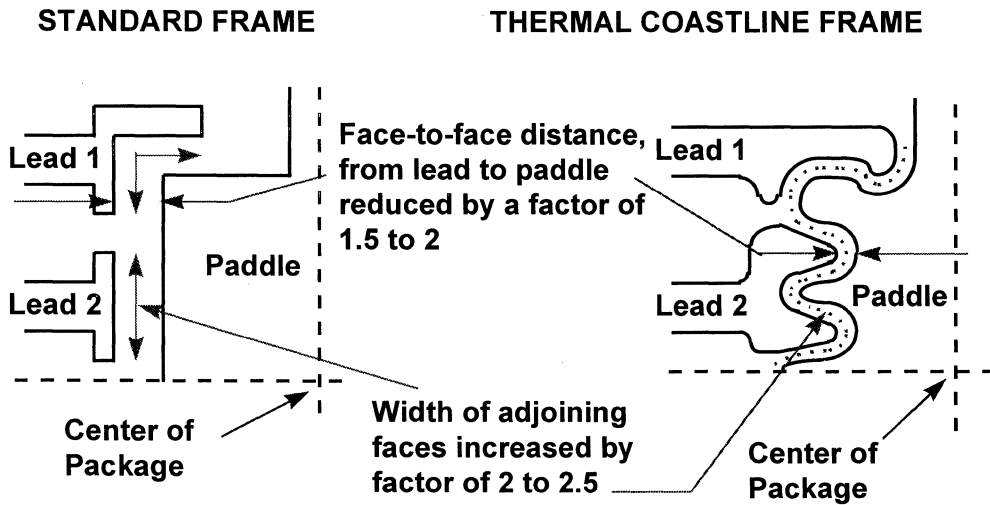 STANDARD FRAME
THERMAL COASTLINE FRAME
Lead 1
Lead 2
Paddle
Center of
Package
Face-to-face distance,
from lead to paddle
reduced by a factor of
1.5 to 2
Width of adjoining
faces increased by
factor of 2 to 2.5
Lead 1
Lead 2
Paddle
Center of
Package